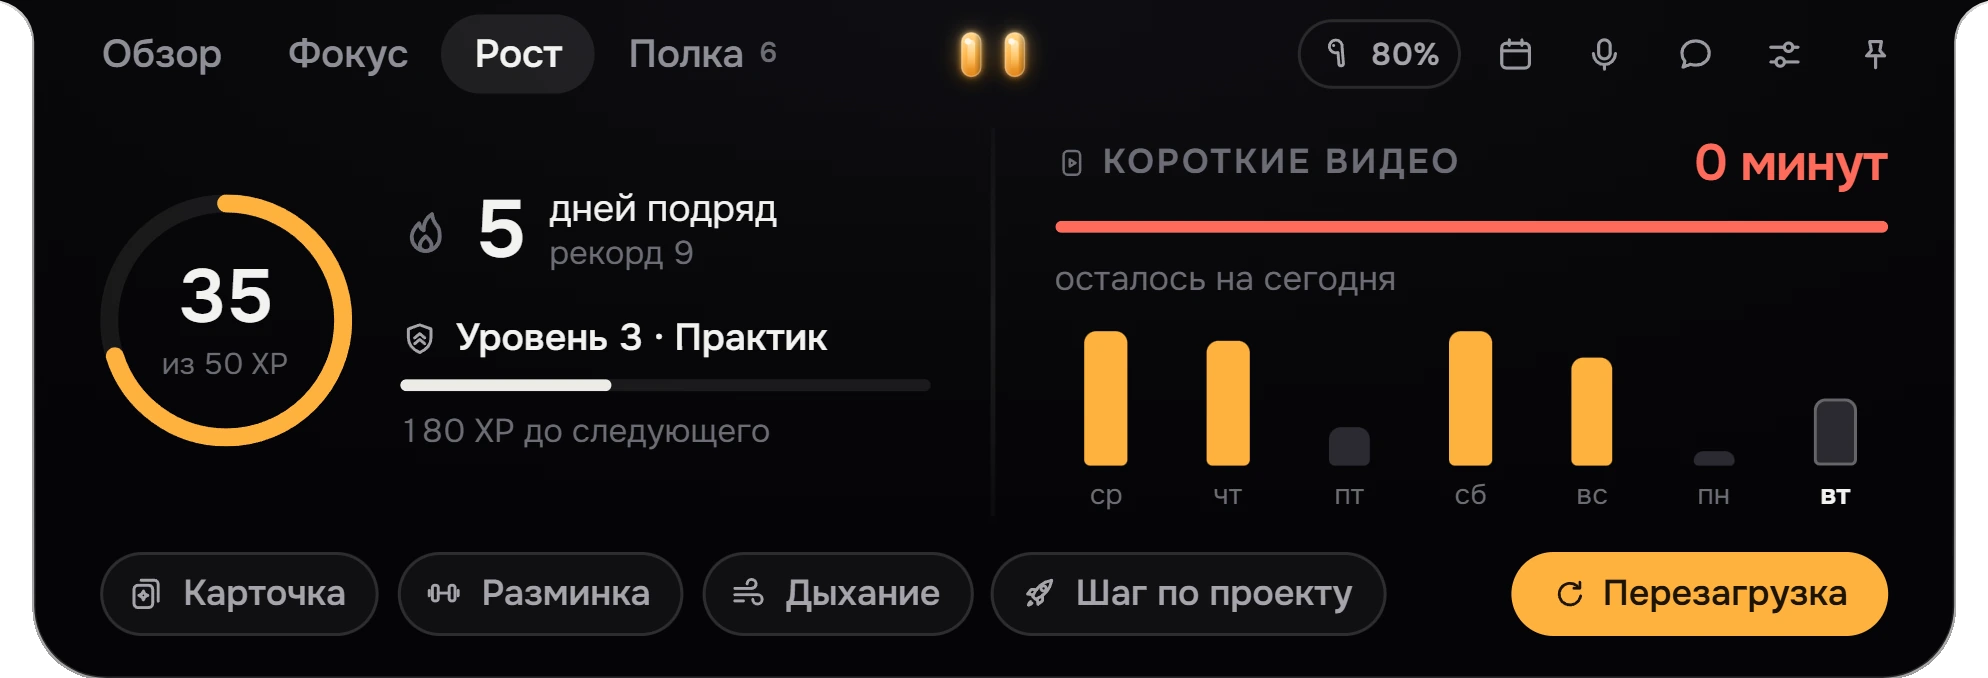 Обзор Фокус Рост Полка 6 80%
35
из 50 XP
5 дней подряд
рекорд 9
Уровень 3 · Практик
180 XP до следующего
КОРОТКИЕ ВИДЕО 0 минут
осталось на сегодня
ср чт пт сб вс пн вт
Карточка Разминка Дыхание Шаг по проекту Перезагрузка